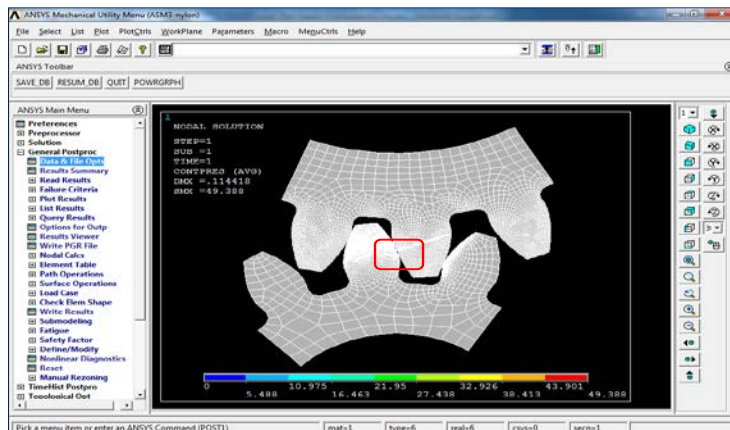 ANSYS Mechanical Utility Menu (ASM3-nylon)
File Select List Plot PlotCtrls WorkPlane Parameters Macro MenuCtrls Help
ANSYS Toolbar
SAVE_DB RESUM_DB QUIT POWRGRPH
ANSYS Main Menu
Preferences
Preprocessor
Solution
General Postproc
Data & File Opts
Results Summary
Read Results
Failure Criteria
Plot Results
List Results
Query Results
Options for Outp
Results Viewer
Write PGR File
Nodal Calcs
Element Table
Path Operations
Surface Operations
Load Case
Check Elem Shape
Write Results
Submodeling
Fatigue
Safety Factor
Define/Modify
Nonlinear Diagnostics
Reset
Manual Rezoning
TimeHist Postpro
Topological Opt
1
NODAL SOLUTION
STEP=1
SUB =1
TIME=1
CONTPRES (AVG)
DMX =.114418
SMX =49.388
0 10.975 21.95 32.926 43.901
5.488 16.463 27.438 38.413 49.388
1
3
Pick a menu item or enter an ANSYS Command (POST1)
mat=1 type=6 real=6 csys=0 secn=1